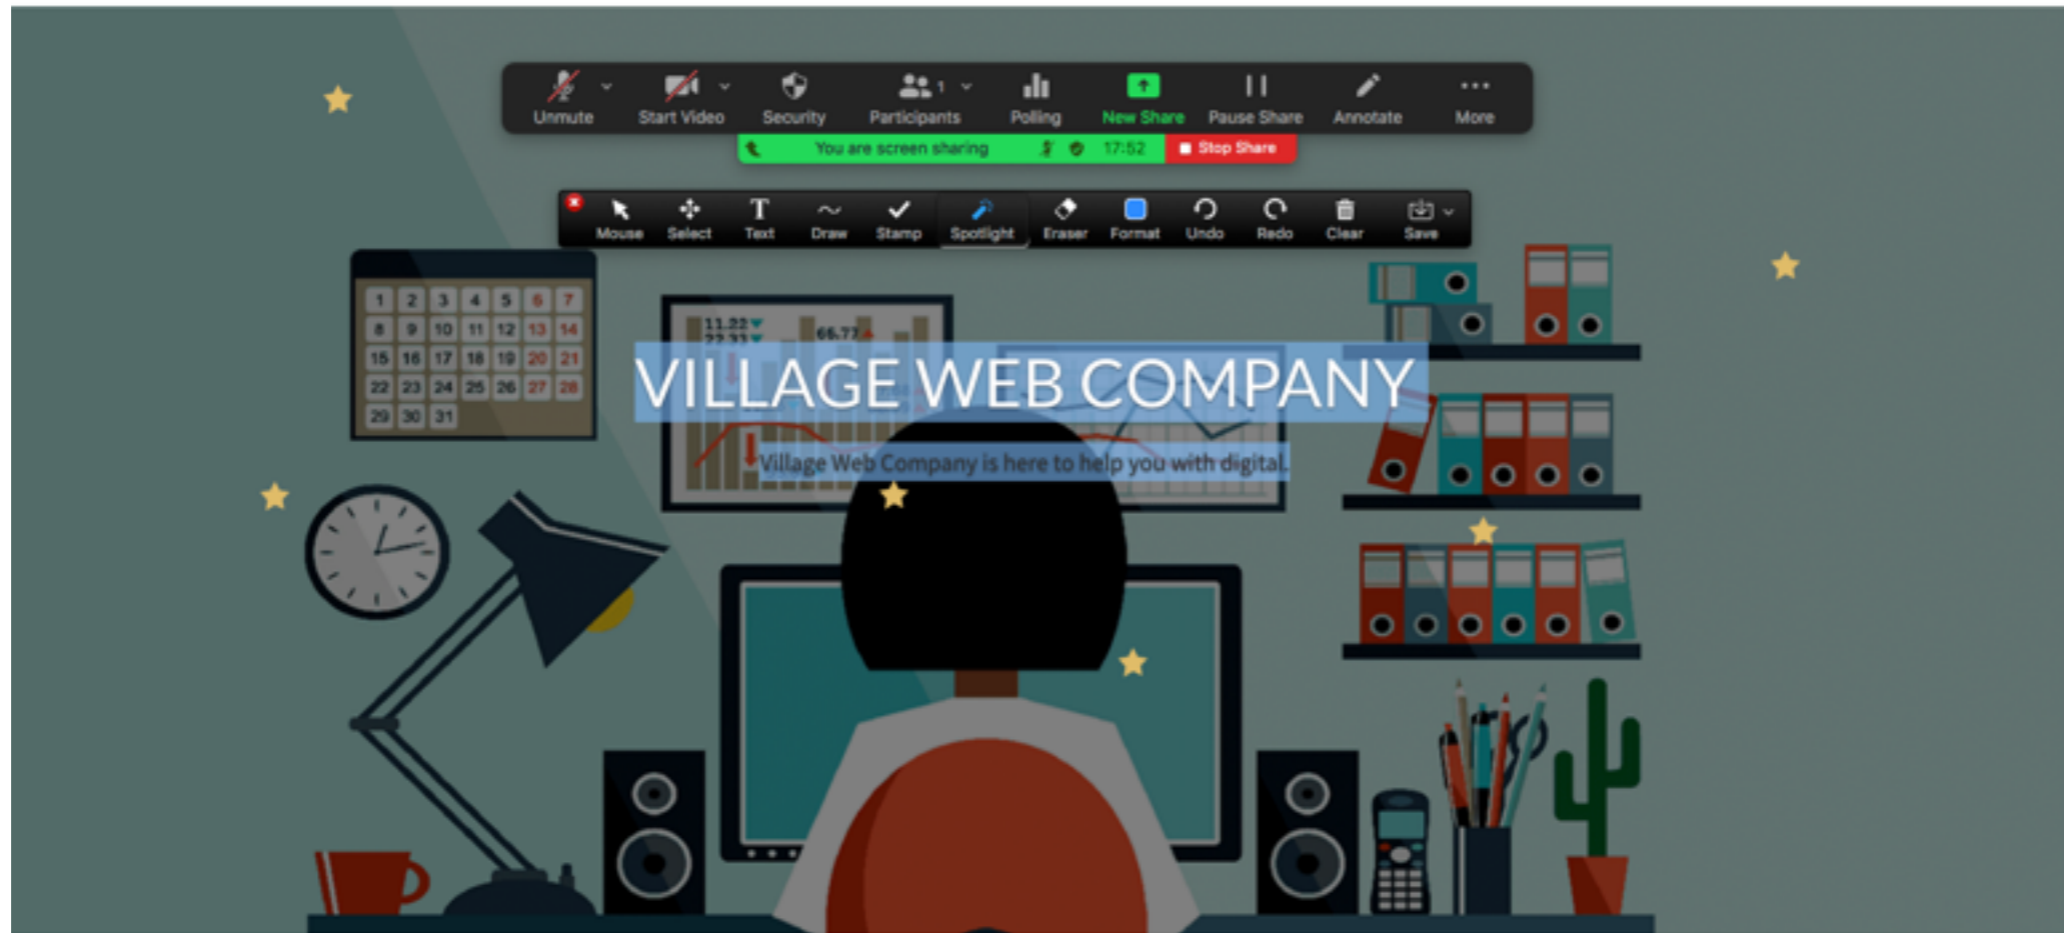 Unmute Start Video Security Participants 1 Polling New Share Pause Share Annotate More
You are screen sharing 17:52 Stop Share
Mouse Select Text Draw Stamp Spotlight Eraser Format Undo Redo Clear Save
1 2 3 4 5 6 7
8 9 10 11 12 13 14
15 16 17 18 19 20 21
22 23 24 25 26 27 28
29 30 31
11.22
22.33
66.77
VILLAGE WEB COMPANY
Village Web Company is here to help you with digital.